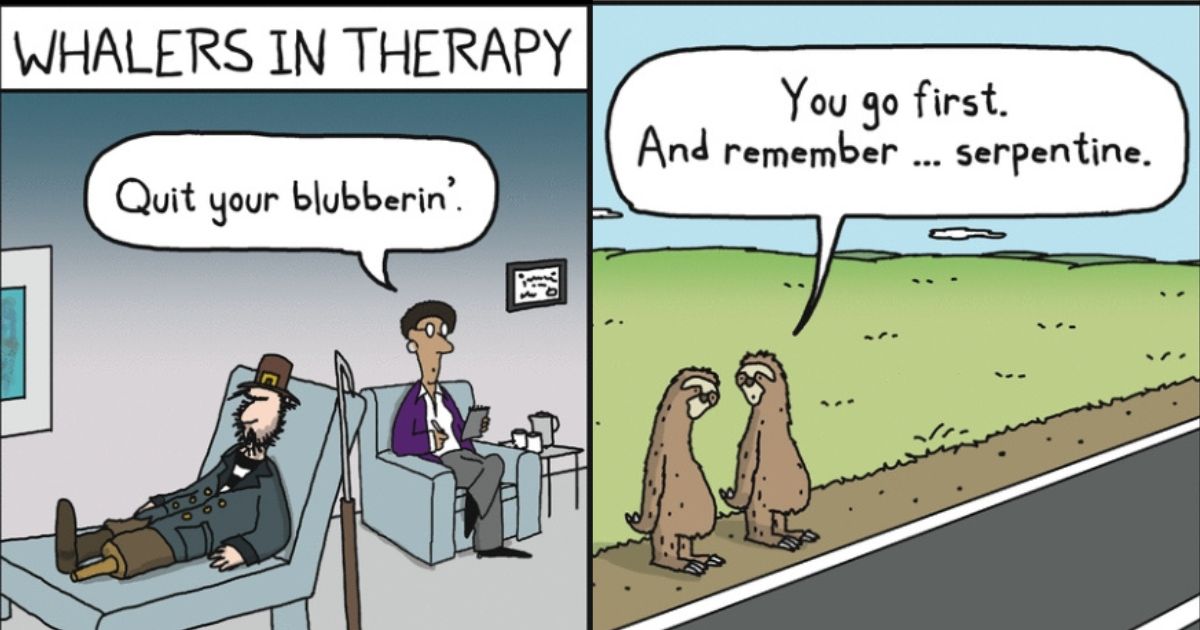 WHALERS IN THERAPY
Quit your blubberin'.
You go first.
And remember ... serpentine.